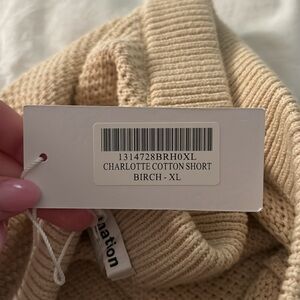 1314728BRH0XL
CHARLOTTE COTTON SHORT
BIRCH - XL